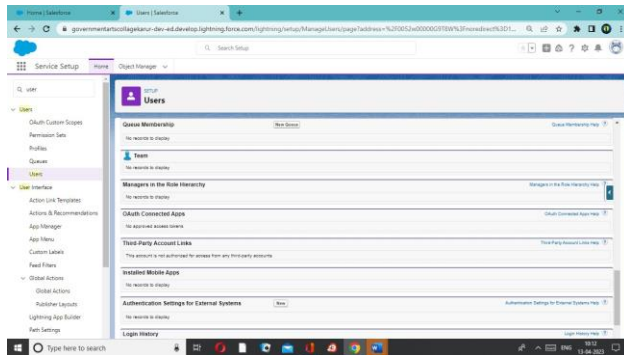 Home | Salesforce
Users | Salesforce
governmentartscollagekarur-dev-ed.develop.lightning.force.com/lightning/setup/ManageUsers/page?address=%2F0052w00000G9T8W%3Fnoredirect%3D1...
Search Setup
Service Setup
Home
Object Manager
user
Users
OAuth Custom Scopes
Permission Sets
Profiles
Queues
Users
User Interface
Action Link Templates
Actions & Recommendations
App Manager
App Menu
Custom Labels
Feed Filters
Global Actions
Global Actions
Publisher Layouts
Lightning App Builder
Path Settings
SETUP
Users
Queue Membership
New Queue
Queue Membership Help
No records to display
Team
No records to display
Managers in the Role Hierarchy
Managers in the Role Hierarchy Help
No records to display
OAuth Connected Apps
OAuth Connected Apps Help
No approved access tokens
Third-Party Account Links
Third-Party Account Links Help
This account is not authorized for access from any third-party accounts.
Installed Mobile Apps
No records to display
Authentication Settings for External Systems
New
Authentication Settings for External Systems Help
No records to display
Login History
Login History Help
Type here to search
ENG
10:12
13-04-2023